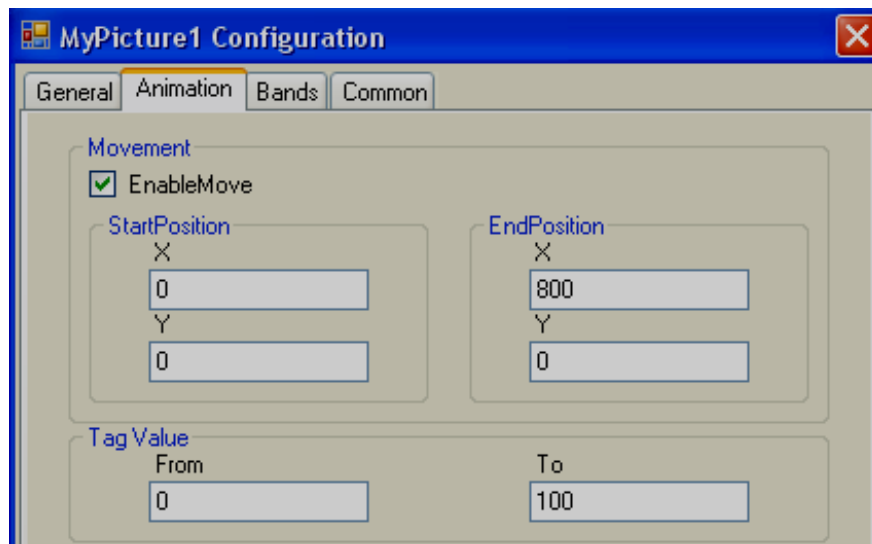 MyPicture1 Configuration
General Animation Bands Common
Movement
EnableMove
StartPosition EndPosition
X X
0 800
Y Y
0 0
Tag Value
From To
0 100